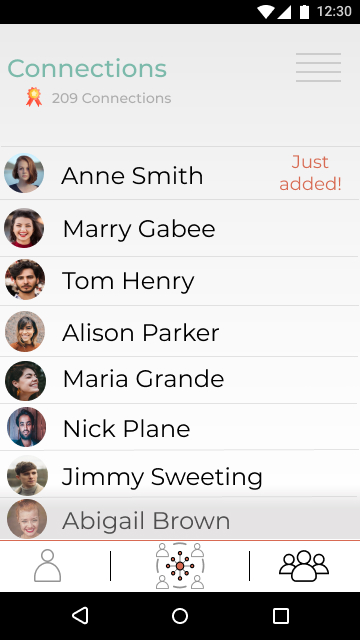 12:30
Connections
209 Connections
Anne Smith
Just
added!
Marry Gabee
Tom Henry
Alison Parker
Maria Grande
Nick Plane
Jimmy Sweeting
Abigail Brown